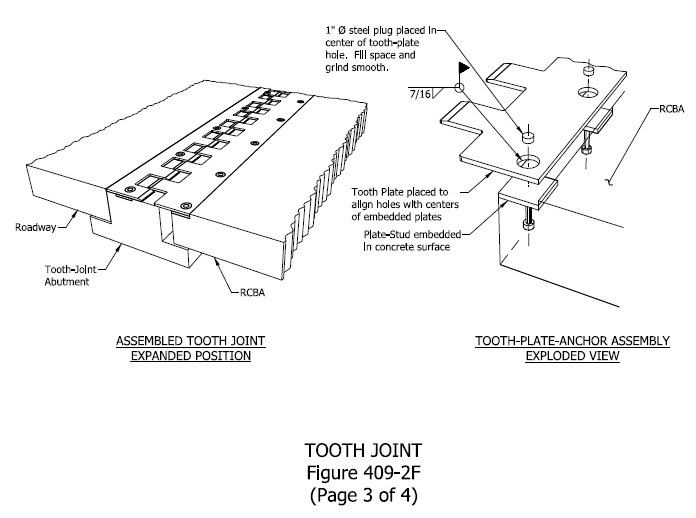 1" Ø steel plug placed in
center of tooth-plate
hole. Fill space and
grind smooth.
7/16
RCBA
Tooth Plate placed to
align holes with centers
of embedded plates
Plate-Stud embedded
in concrete surface
Roadway
Tooth-Joint
Abutment
RCBA
ASSEMBLED TOOTH JOINT
EXPANDED POSITION
TOOTH-PLATE-ANCHOR ASSEMBLY
EXPLODED VIEW
TOOTH JOINT
Figure 409-2F
(Page 3 of 4)